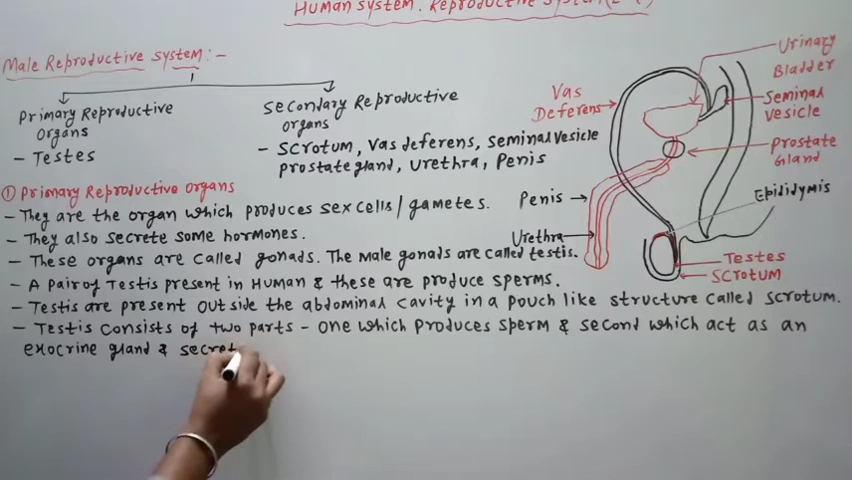 Human System. Reproductive System
Male Reproductive system :-
Primary Reproductive
organs
- Testes
Secondary Reproductive
organs
- Scrotum, Vas deferens, Seminal Vesicle
prostate gland, Urethra, Penis
① Primary Reproductive organs
- They are the organ which produces sex cells / gametes.
- They also secrete some hormones.
- These organs are called gonads. The Male gonads are called testis.
- A pair of Testis present in Human & these are produce sperms.
- Testis are present outside the abdominal cavity in a pouch like structure called scrotum.
- Testis consists of two parts - one which produces sperm & second which act as an
exocrine gland & secret
Vas
Deferens
Urinary
Bladder
Seminal
Vesicle
Prostate
Gland
Epididymis
Penis
Urethra
Testes
Scrotum